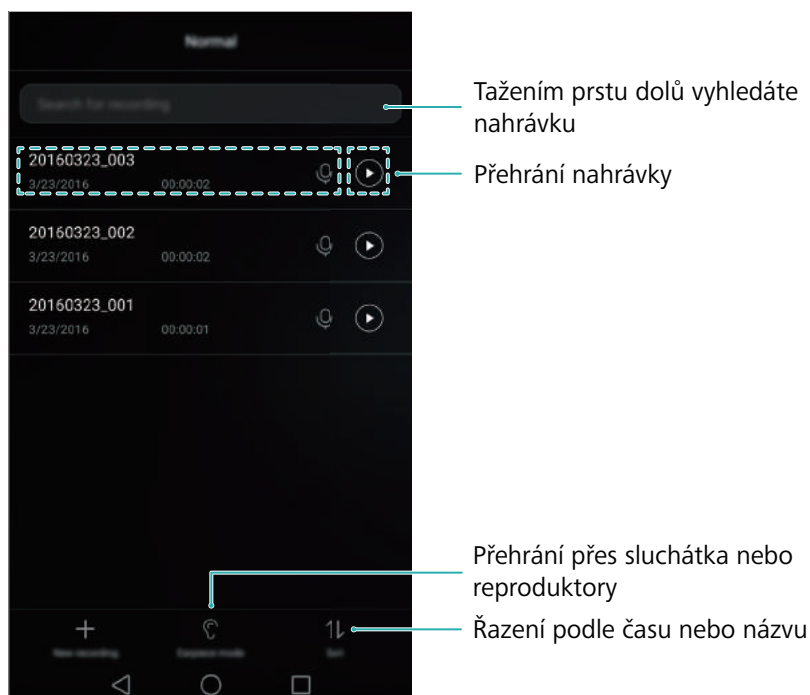 Normal
Search for recording
Tažením prstu dolů vyhledáte
nahrávku
20160323_003
3/23/2016 00:00:02
Přehrání nahrávky
20160323_002
3/23/2016 00:00:02
20160323_001
3/23/2016 00:00:01
Přehrání přes sluchátka nebo
reproduktory
Řazení podle času nebo názvu
New recording Earpiece mode Sort